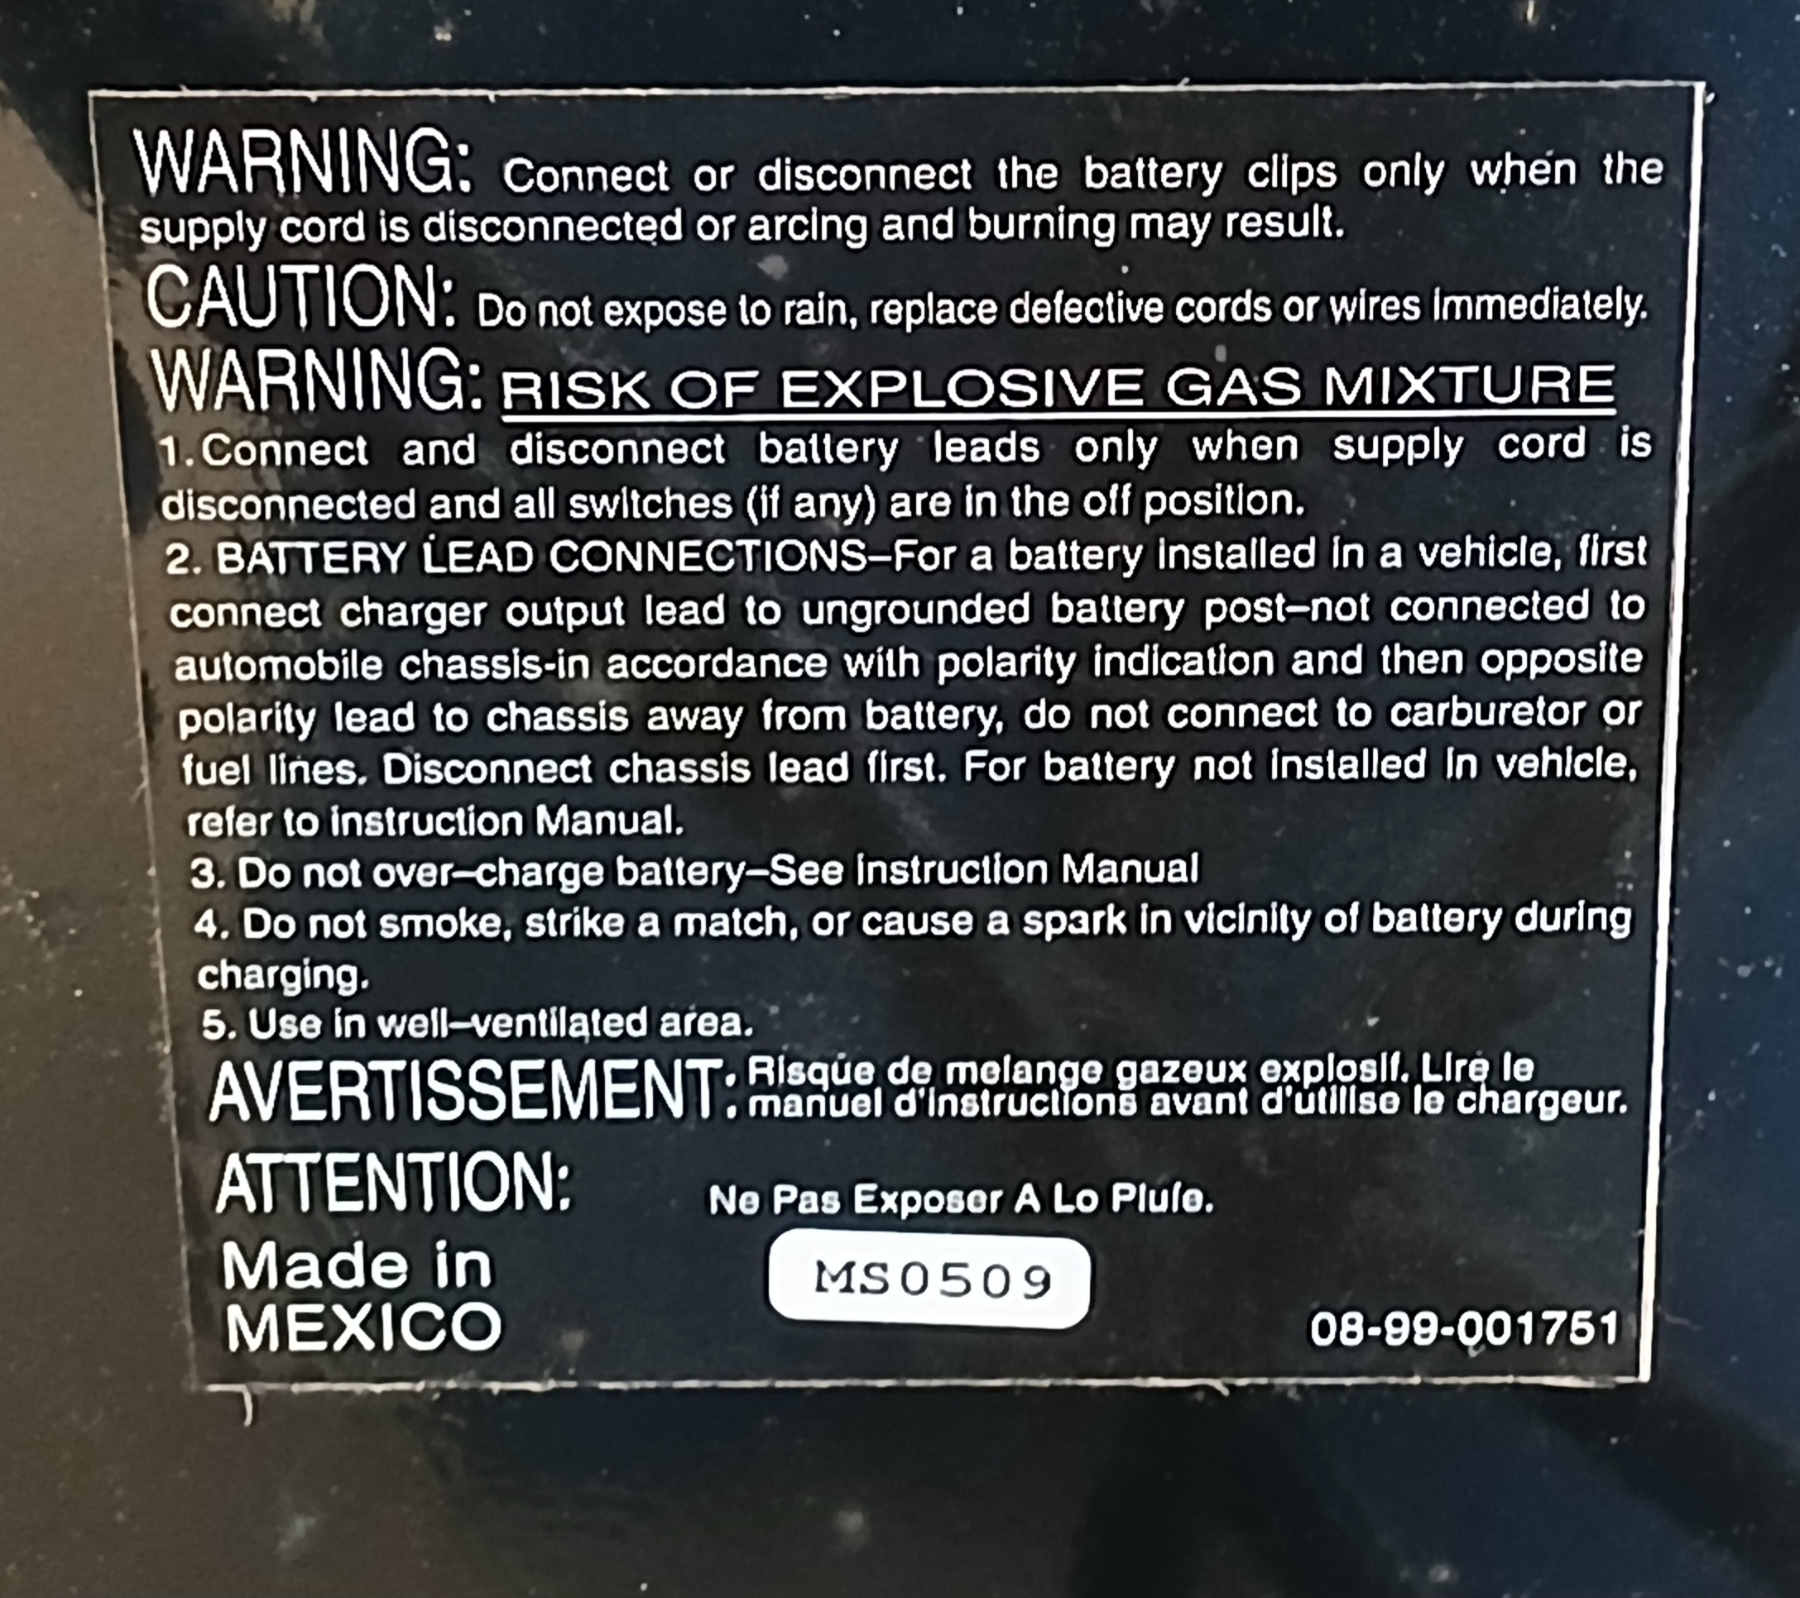 WARNING: Connect or disconnect the battery clips only when the
supply cord is disconnected or arcing and burning may result.
CAUTION: Do not expose to rain, replace defective cords or wires immediately.
WARNING: RISK OF EXPLOSIVE GAS MIXTURE
1. Connect and disconnect battery leads only when supply cord is
disconnected and all switches (if any) are in the off position.
2. BATTERY LEAD CONNECTIONS–For a battery installed in a vehicle, first
connect charger output lead to ungrounded battery post–not connected to
automobile chassis-in accordance with polarity indication and then opposite
polarity lead to chassis away from battery, do not connect to carburetor or
fuel lines. Disconnect chassis lead first. For battery not installed in vehicle,
refer to instruction Manual.
3. Do not over–charge battery–See instruction Manual
4. Do not smoke, strike a match, or cause a spark in vicinity of battery during
charging.
5. Use in well–ventilated area.
AVERTISSEMENT: Risque de melange gazeux explosif. Lire le
manuel d'instructions avant d'utilise le chargeur.
ATTENTION: Ne Pas Exposer A Lo Pluie.
Made in
MEXICO
MS0509
08-99-001751